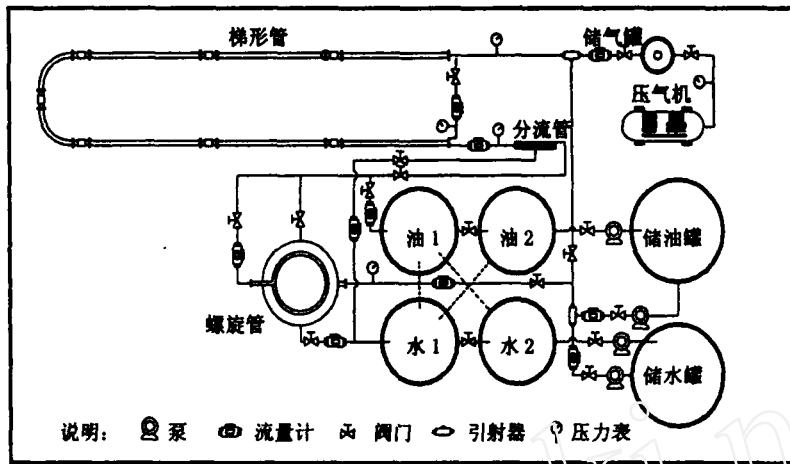 梯形管
储气罐
压气机
分流管
油1
油2
储油罐
螺旋管
水1
水2
储水罐
说明: 泵 流量计 阀门 引射器 压力表